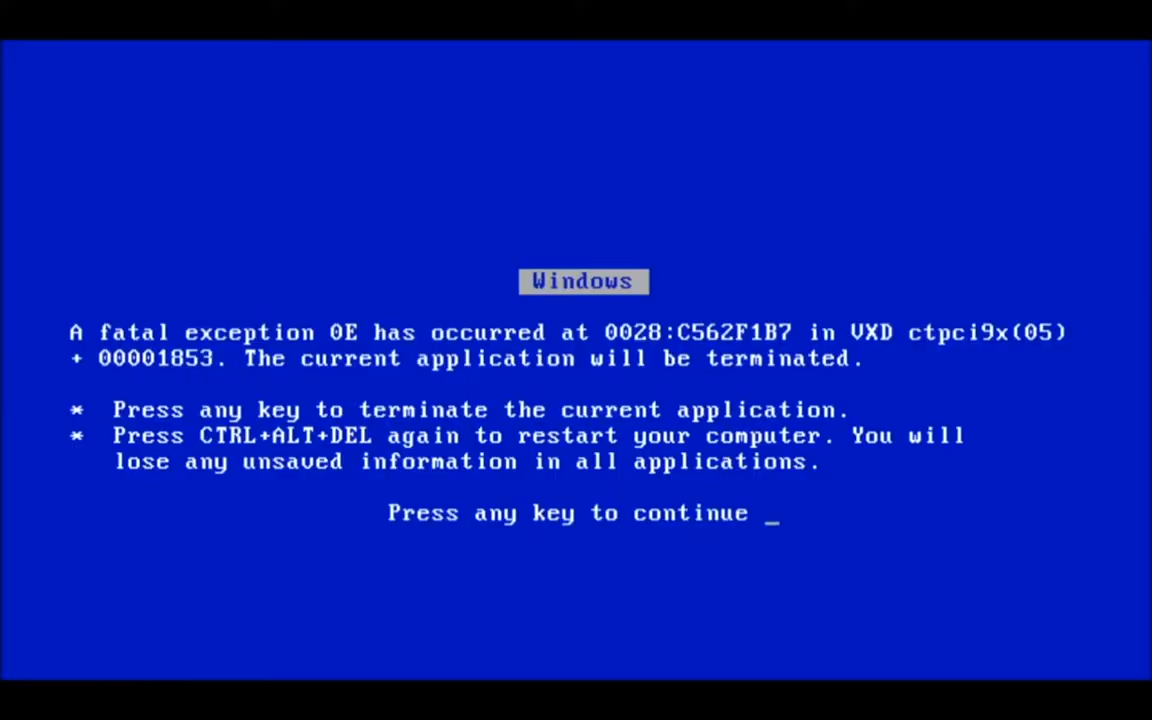 Windows
A fatal exception 0E has occurred at 0028:C562F1B7 in VXD ctpci9x(05)
+ 00001853. The current application will be terminated.
* Press any key to terminate the current application.
* Press CTRL+ALT+DEL again to restart your computer. You will
lose any unsaved information in all applications.
Press any key to continue _